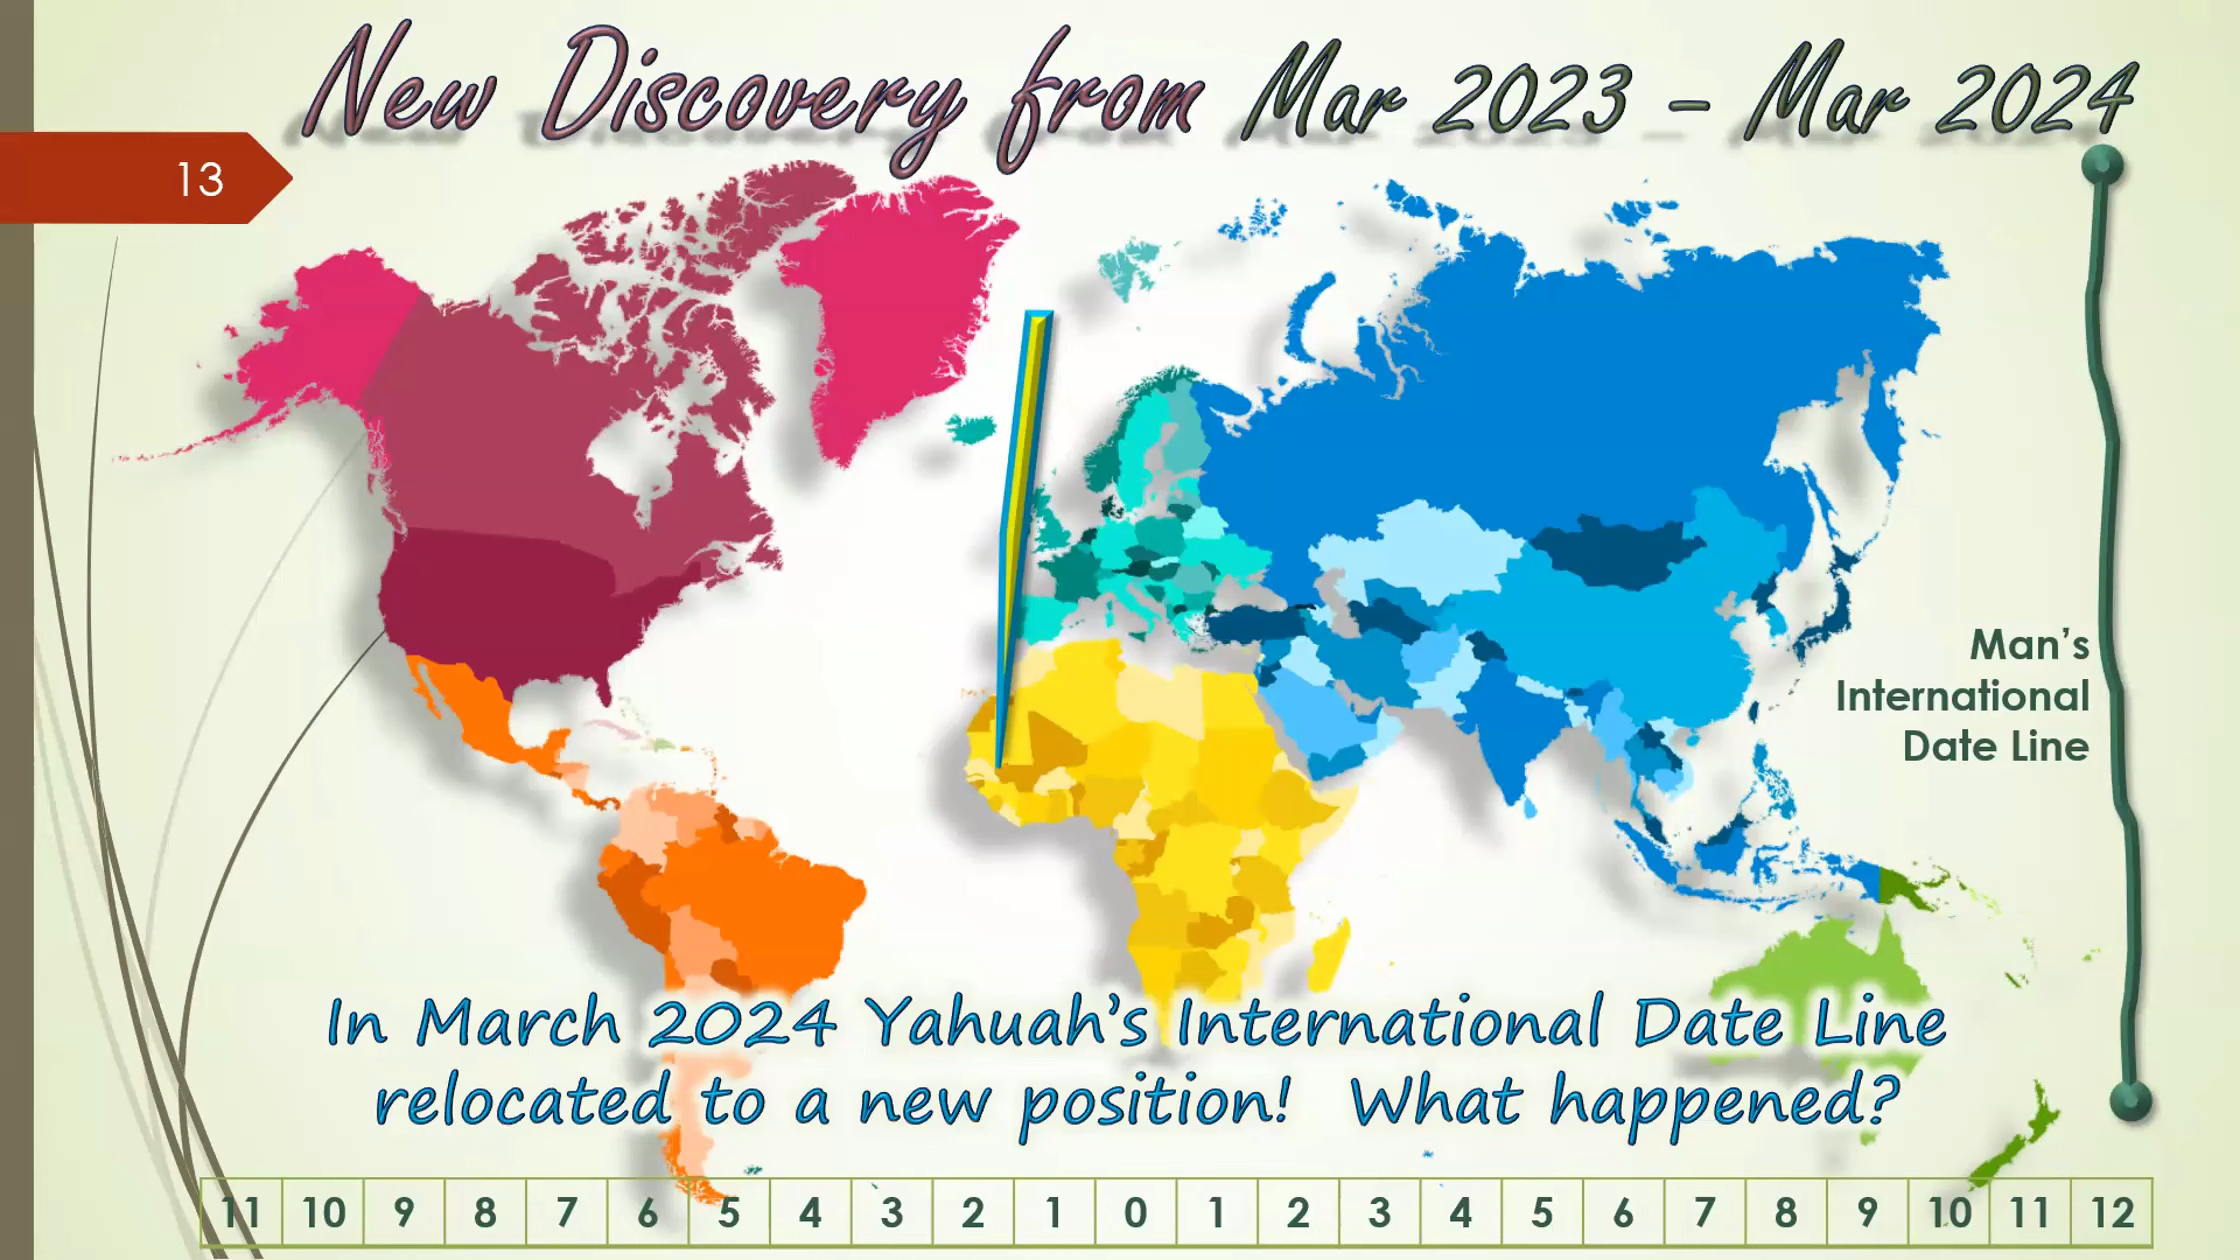 New Discovery from Mar 2023 – Mar 2024
13
Man's
International
Date Line
In March 2024 Yahuah's International Date Line
relocated to a new position!  What happened?
11 10 9 8 7 6 5 4 3 2 1 0 1 2 3 4 5 6 7 8 9 10 11 12